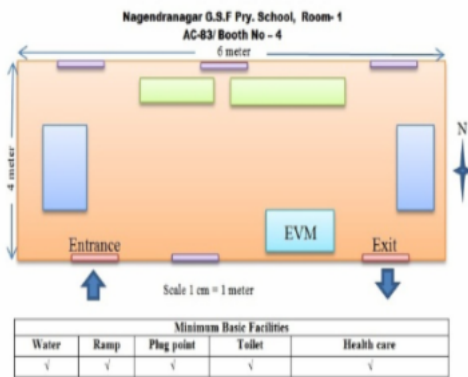 Nagendranagar G.S.F Pry. School, Room- 1
AC-83/ Booth No – 4
6 meter
4 meter
N
EVM
Entrance
Exit
Scale 1 cm = 1 meter
Minimum Basic Facilities
Water Ramp Plug point Toilet Health care
√ √ √ √ √